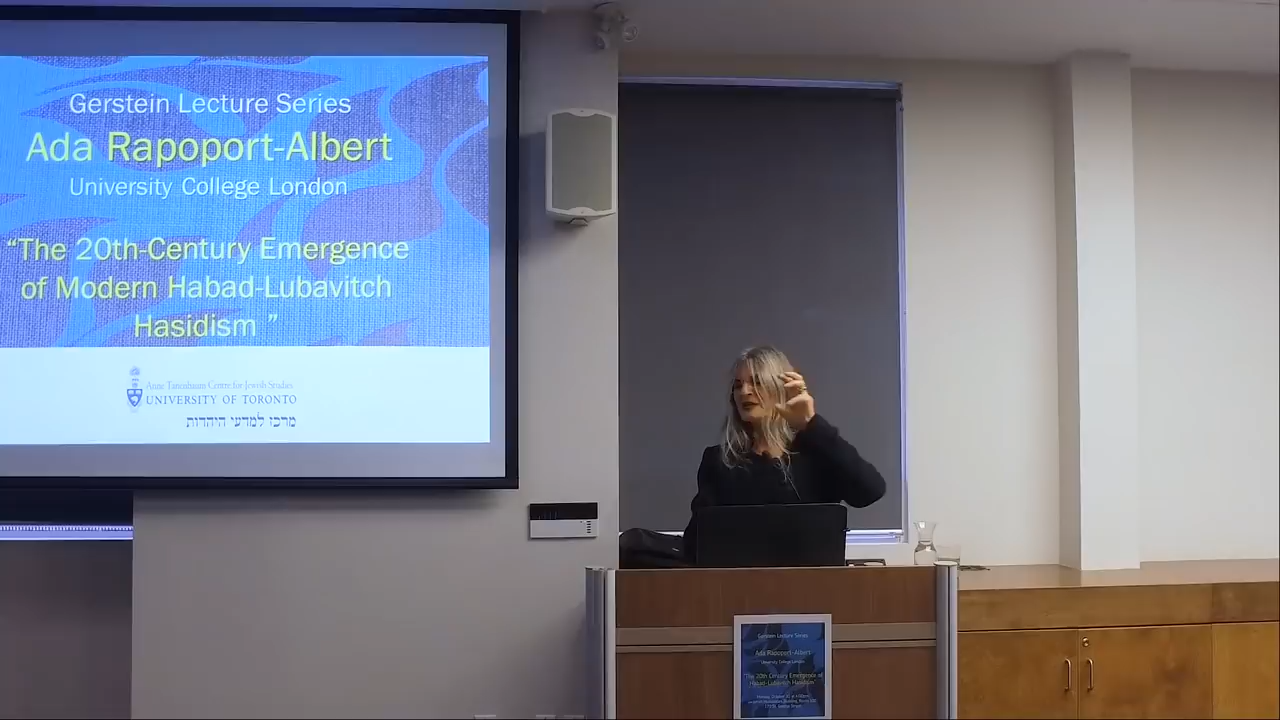 Gerstein Lecture Series
Ada Rapoport-Albert
University College London
“The 20th-Century Emergence
of Modern Habad-Lubavitch
Hasidism ”
Anne Tanenbaum Centre for Jewish Studies
UNIVERSITY OF TORONTO
מרכז למדעי היהדות
Gerstein Lecture Series
Ada Rapoport-Albert
University College London
"The 20th Century Emergence of
Habad-Lubavitch Hasidism"